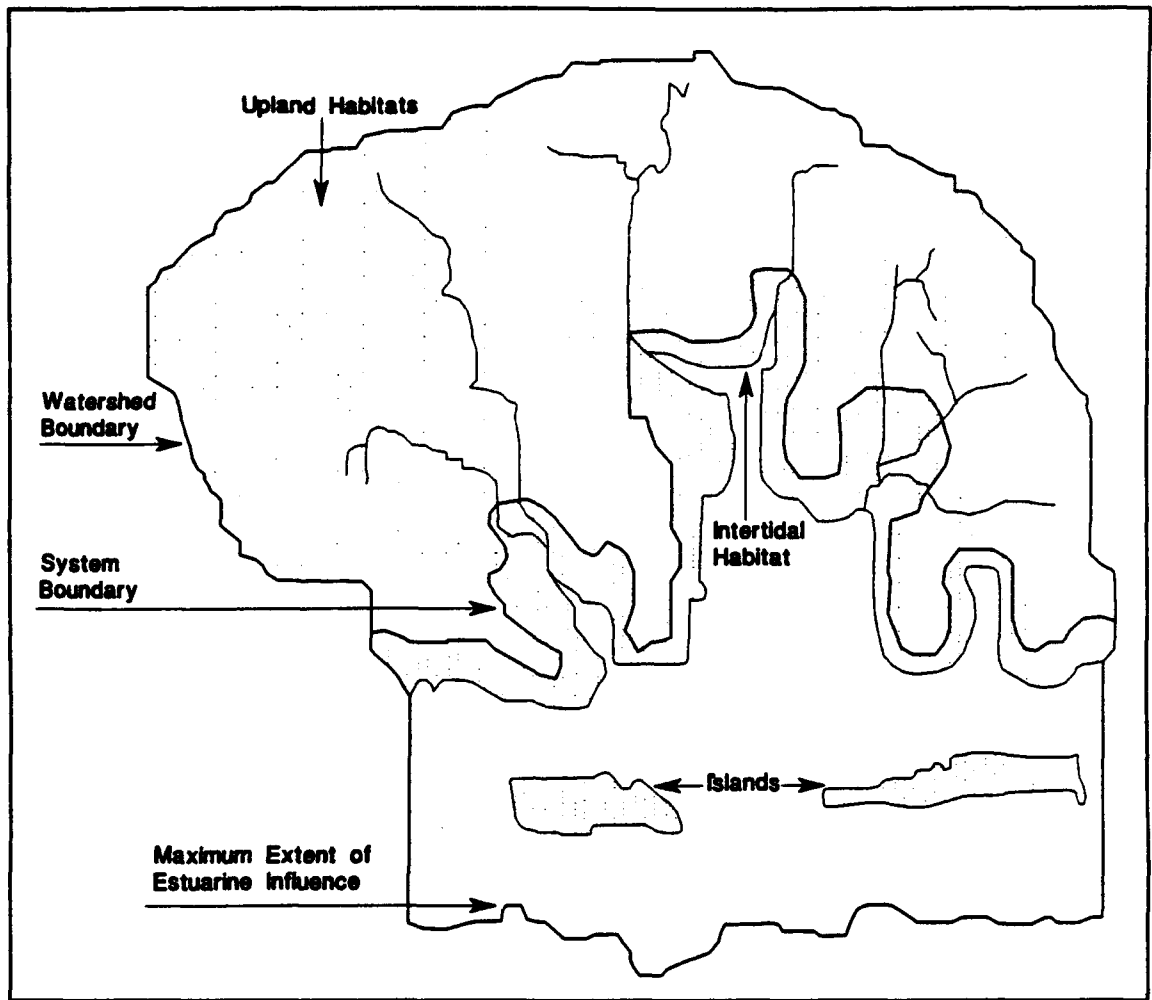 Upland Habitats
Watershed
Boundary
Intertidal
Habitat
System
Boundary
Islands
Maximum Extent of
Estuarine Influence